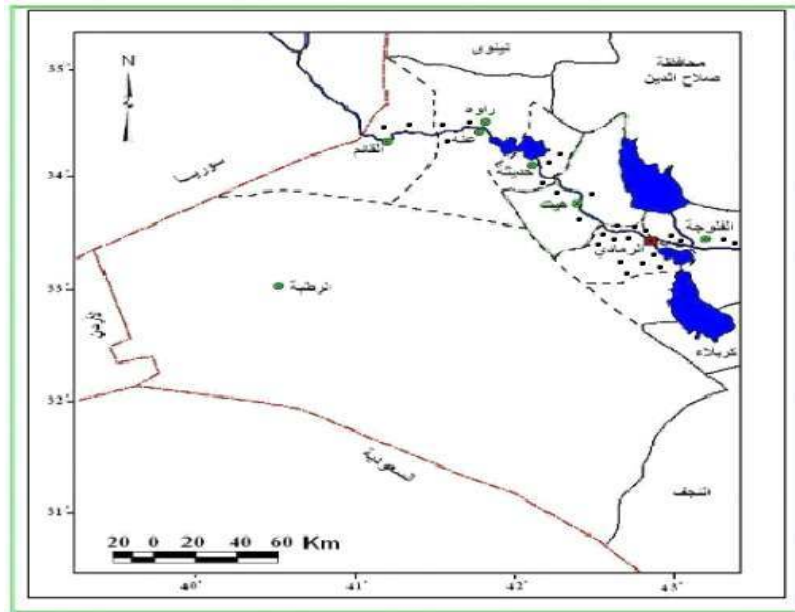 نينوى
محافظة
صلاح الدين
N
35
34
33
32
31
راوه
عنه
القائم
حديثة
هيت
الفلوجة
الرمادي
سوريا
الرطبة
الأردن
كربلاء
السعودية
النجف
20 0 20 40 60 Km
40
41
42
43